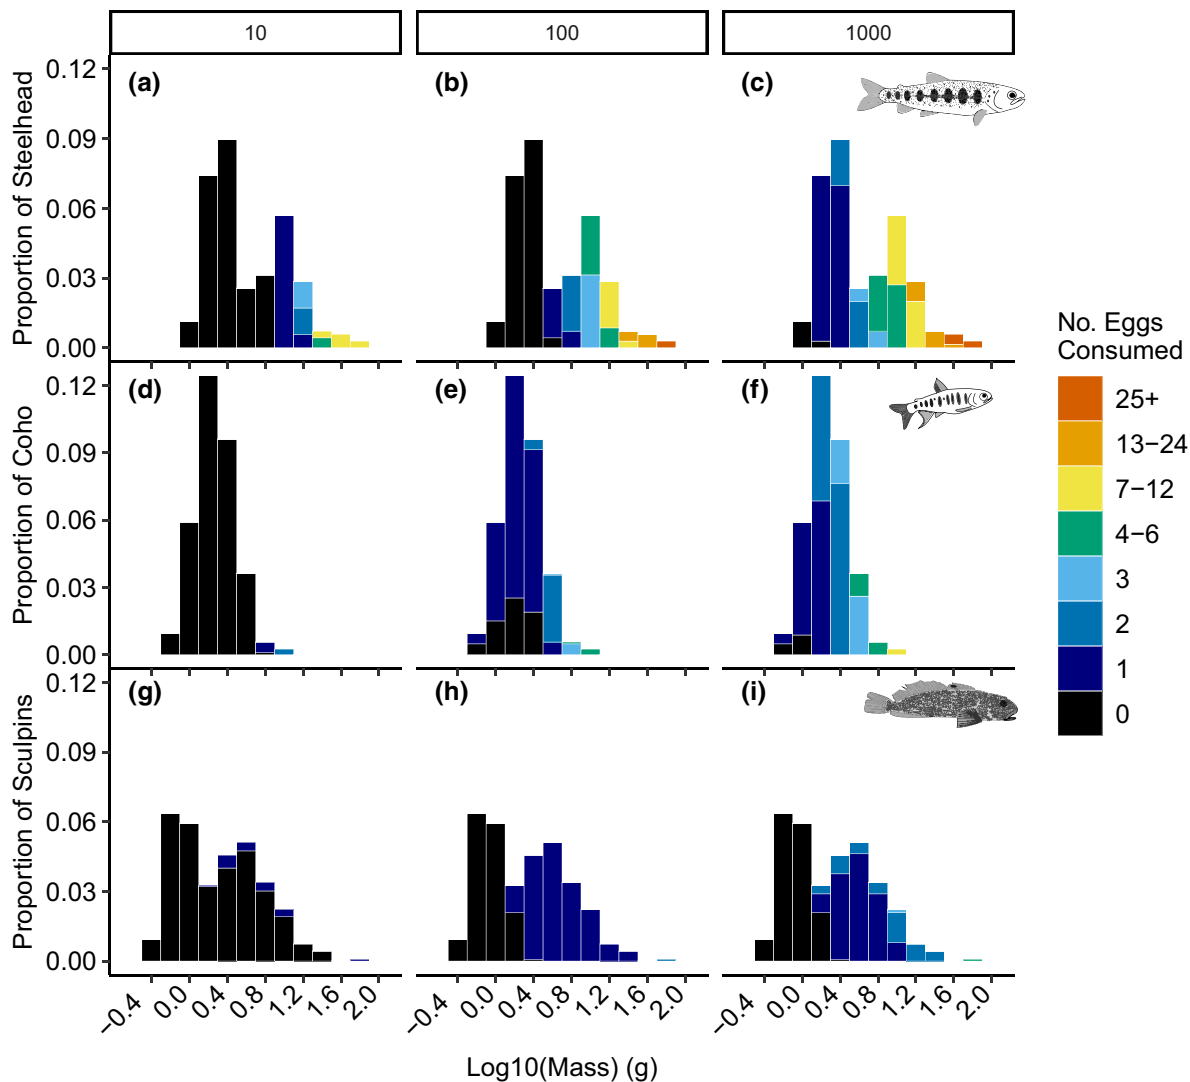 10 100 1000
(a) (b) (c)
Proportion of Steelhead
0.12
0.09
0.06
0.03
0.00
(d) (e) (f)
Proportion of Coho
0.12
0.09
0.06
0.03
0.00
(g) (h) (i)
Proportion of Sculpins
0.12
0.09
0.06
0.03
0.00
−0.4 0.0 0.4 0.8 1.2 1.6 2.0 −0.4 0.0 0.4 0.8 1.2 1.6 2.0 −0.4 0.0 0.4 0.8 1.2 1.6 2.0
Log10(Mass) (g)
No. Eggs
Consumed
25+
13−24
7−12
4−6
3
2
1
0